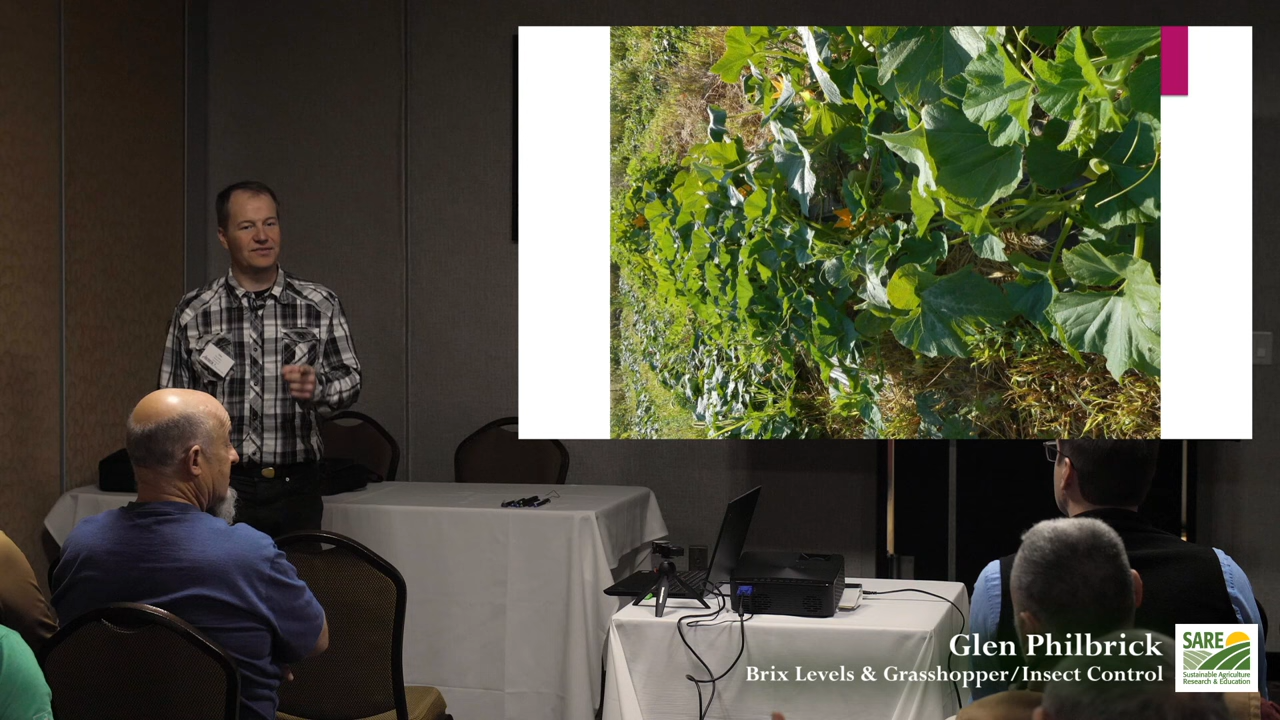 Glen Philbrick
Brix Levels & Grasshopper/Insect Control
SARE
Sustainable Agriculture
Research & Education